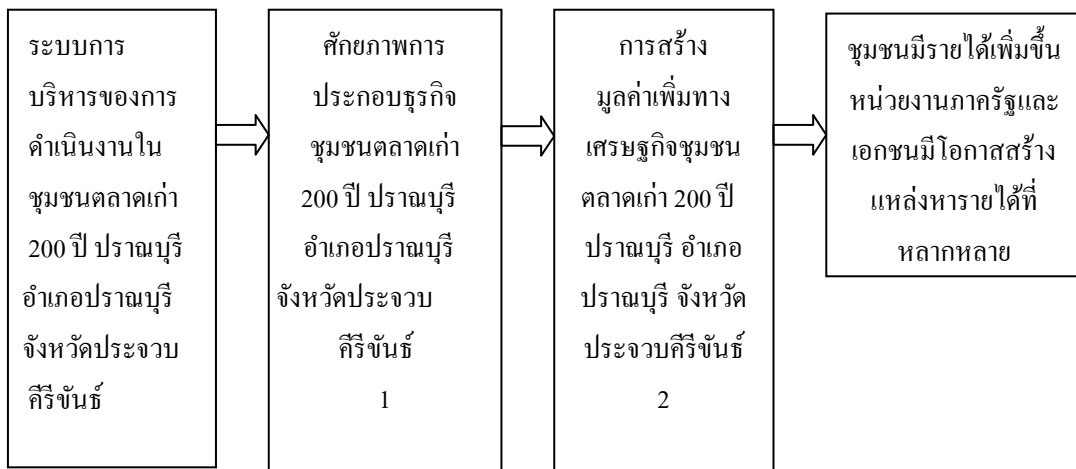 ระบบการ
บริหารของการ
ดำเนินงานใน
ชุมชนตลาดเก่า
200 ปี ปราณบุรี
อำเภอปราณบุรี
จังหวัดประจวบ
คีรีขันธ์
ศักยภาพการ
ประกอบธุรกิจ
ชุมชนตลาดเก่า
200 ปี ปราณบุรี
อำเภอปราณบุรี
จังหวัดประจวบ
คีรีขันธ์
1
การสร้าง
มูลค่าเพิ่มทาง
เศรษฐกิจชุมชน
ตลาดเก่า 200 ปี
ปราณบุรี อำเภอ
ปราณบุรี จังหวัด
ประจวบคีรีขันธ์
2
ชุมชนมีรายได้เพิ่มขึ้น
หน่วยงานภาครัฐและ
เอกชนมีโอกาสสร้าง
แหล่งหารายได้ที่
หลากหลาย